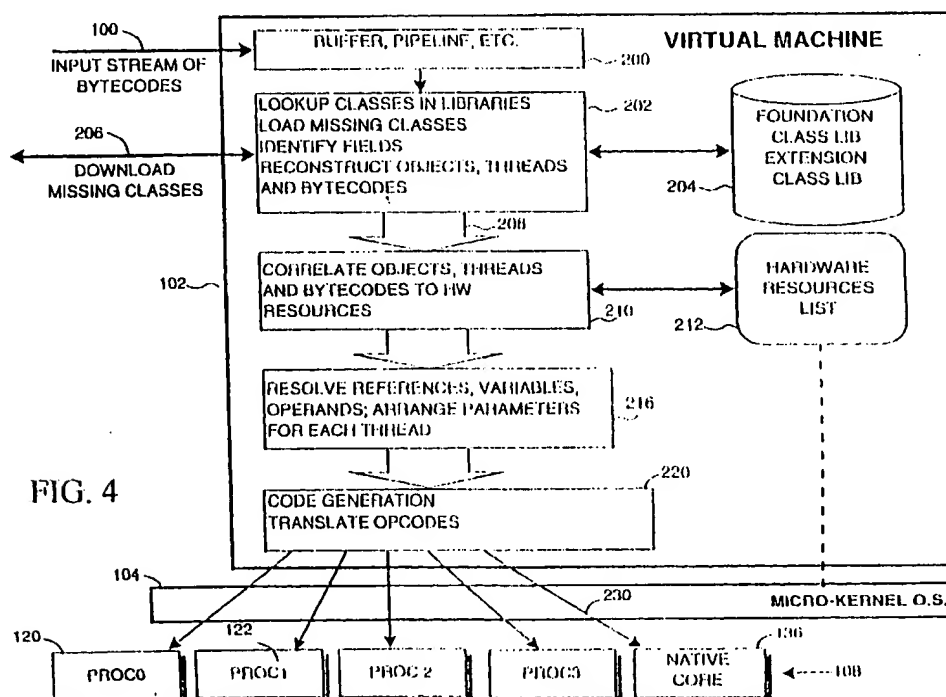 100
INPUT STREAM OF
BYTECODES
BUFFER, PIPELINE, ETC.
200
VIRTUAL MACHINE
LOOKUP CLASSES IN LIBRARIES
LOAD MISSING CLASSES
IDENTIFY FIELDS
RECONSTRUCT OBJECTS, THREADS
AND BYTECODES
202
206
DOWNLOAD
MISSING CLASSES
FOUNDATION
CLASS LIB
EXTENSION
CLASS LIB
204
208
102
CORRELATE OBJECTS, THREADS
AND BYTECODES TO HW
RESOURCES
210
HARDWARE
RESOURCES
LIST
212
RESOLVE REFERENCES, VARIABLES,
OPERANDS; ARRANGE PARAMETERS
FOR EACH THREAD
216
FIG. 4
220
CODE GENERATION
TRANSLATE OPCODES
104
230
MICRO-KERNEL O.S.
120
PROC0
122
PROC1
PROC 2
PROC3
136
NATIVE
CORE
108